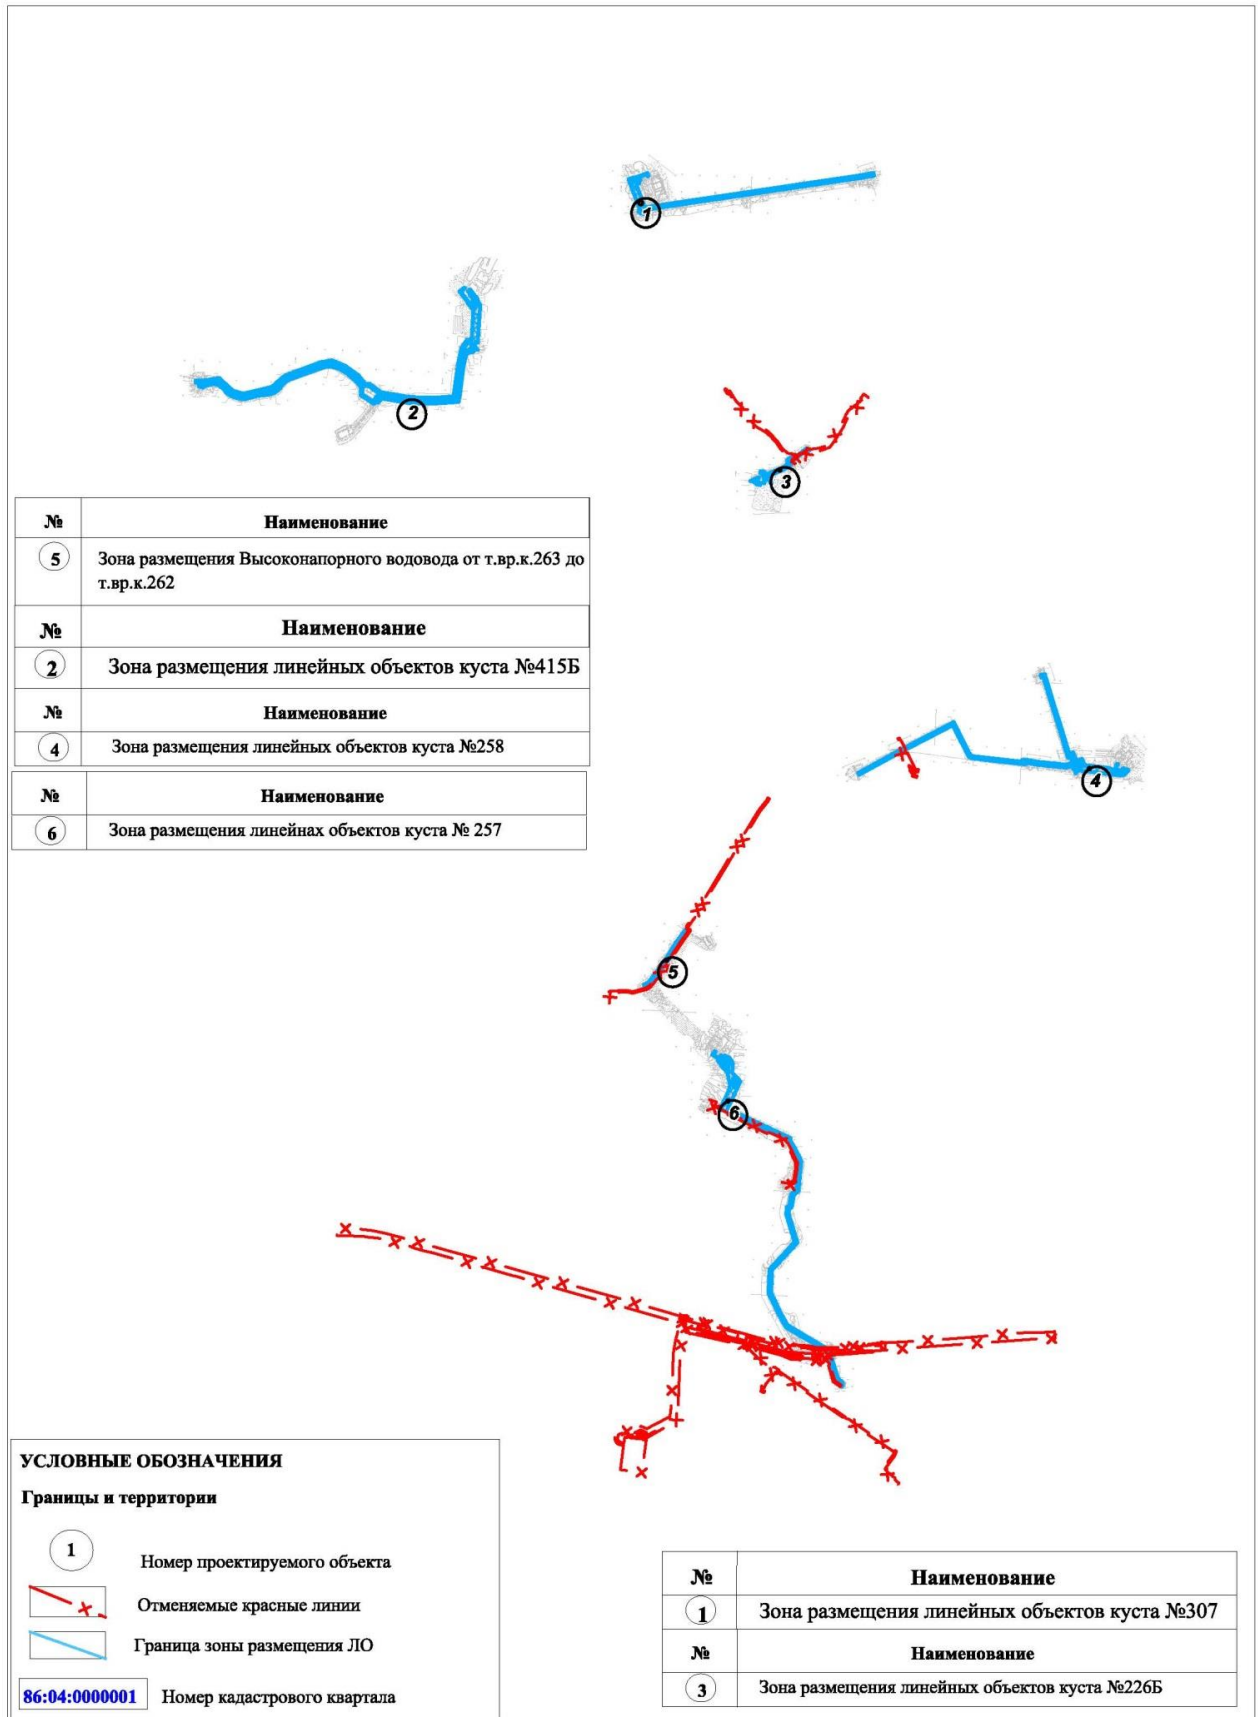 1
2
3
№ Наименование
5 Зона размещения Высоконапорного водовода от т.вр.к.263 до
т.вр.к.262
№ Наименование
2 Зона размещения линейных объектов куста №415Б
№ Наименование
4 Зона размещения линейных объектов куста №258
№ Наименование
6 Зона размещения линейнах объектов куста № 257
4
5
6
УСЛОВНЫЕ ОБОЗНАЧЕНИЯ
Границы и территории
1 Номер проектируемого объекта
Отменяемые красные линии
Граница зоны размещения ЛО
86:04:0000001 Номер кадастрового квартала
№ Наименование
1 Зона размещения линейных объектов куста №307
№ Наименование
3 Зона размещения линейных объектов куста №226Б